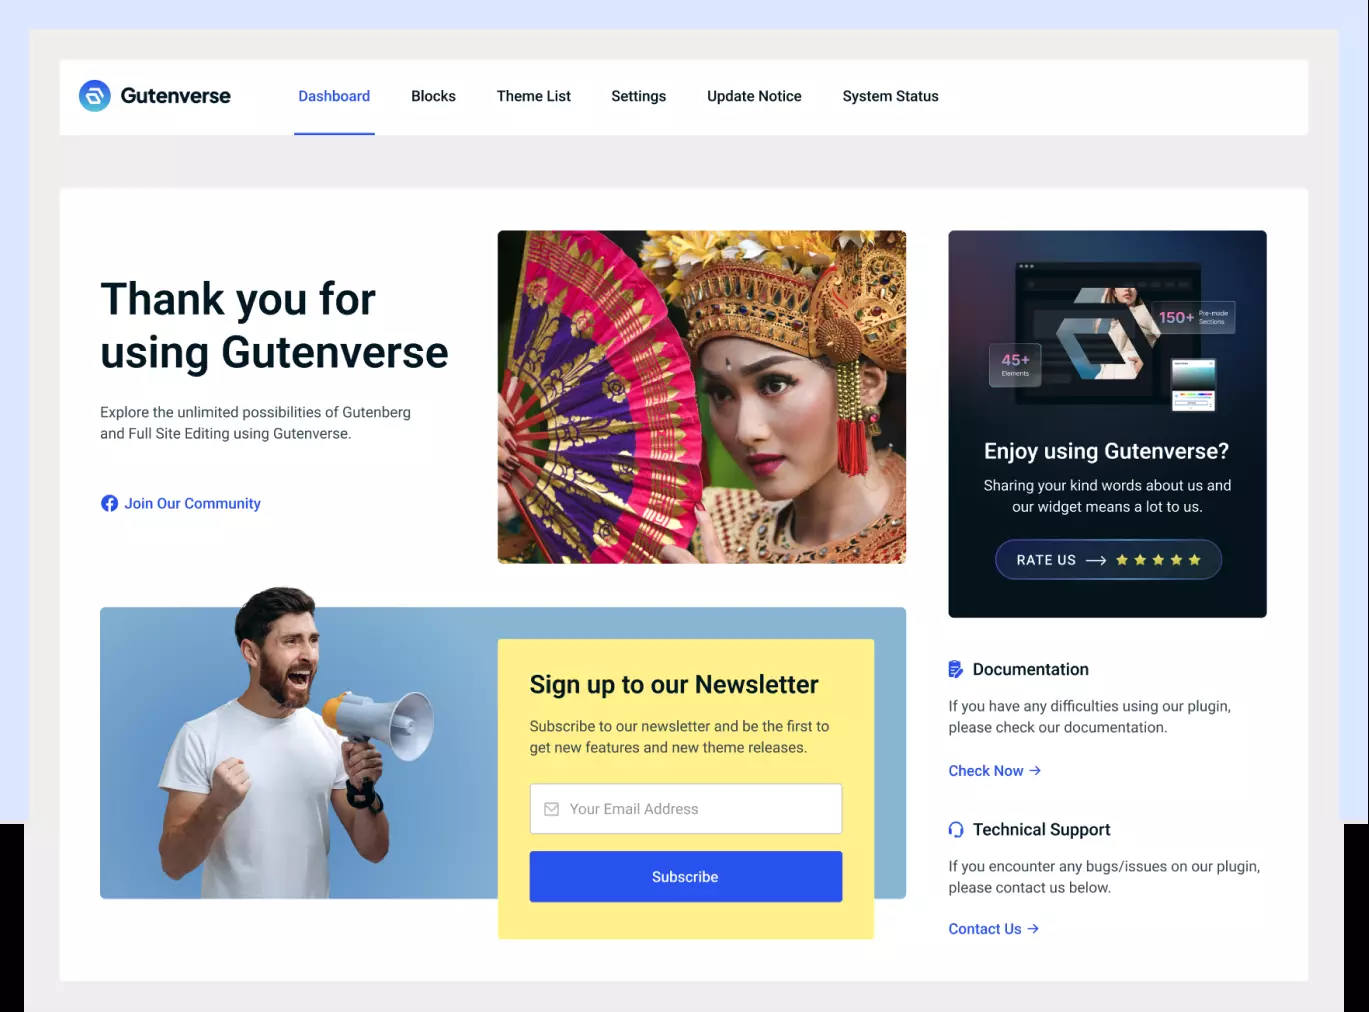 Gutenverse
Dashboard
Blocks
Theme List
Settings
Update Notice
System Status
Thank you for
using Gutenverse
Explore the unlimited possibilities of Gutenberg
and Full Site Editing using Gutenverse.
Join Our Community
150+
Pre-made
Sections
45+
Elements
Enjoy using Gutenverse?
Sharing your kind words about us and
our widget means a lot to us.
RATE US
Sign up to our Newsletter
Subscribe to our newsletter and be the first to
get new features and new theme releases.
Your Email Address
Subscribe
Documentation
If you have any difficulties using our plugin,
please check our documentation.
Check Now →
Technical Support
If you encounter any bugs/issues on our plugin,
please contact us below.
Contact Us →